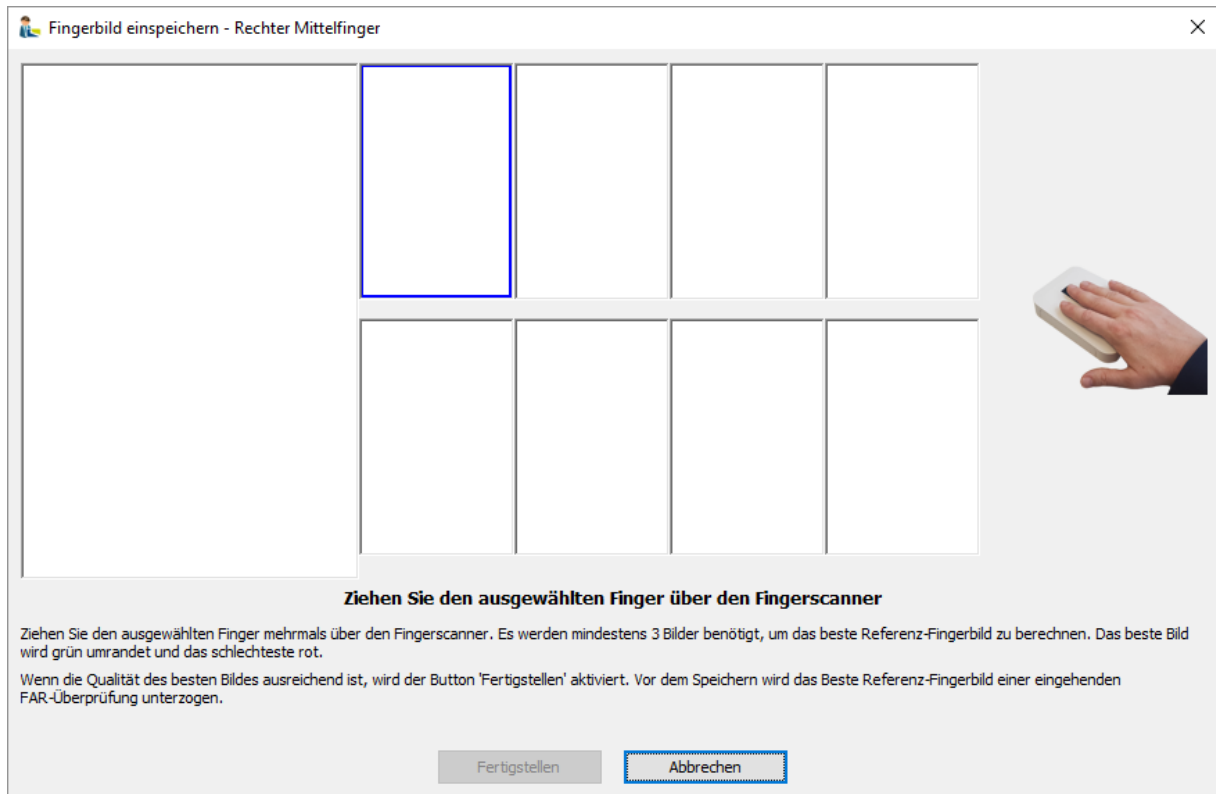 Fingerbild einspeichern - Rechter Mittelfinger
Ziehen Sie den ausgewählten Finger über den Fingerscanner
Ziehen Sie den ausgewählten Finger mehrmals über den Fingerscanner. Es werden mindestens 3 Bilder benötigt, um das beste Referenz-Fingerbild zu berechnen. Das beste Bild
wird grün umrandet und das schlechteste rot.
Wenn die Qualität des besten Bildes ausreichend ist, wird der Button 'Fertigstellen' aktiviert. Vor dem Speichern wird das Beste Referenz-Fingerbild einer eingehenden
FAR-Überprüfung unterzogen.
Fertigstellen
Abbrechen